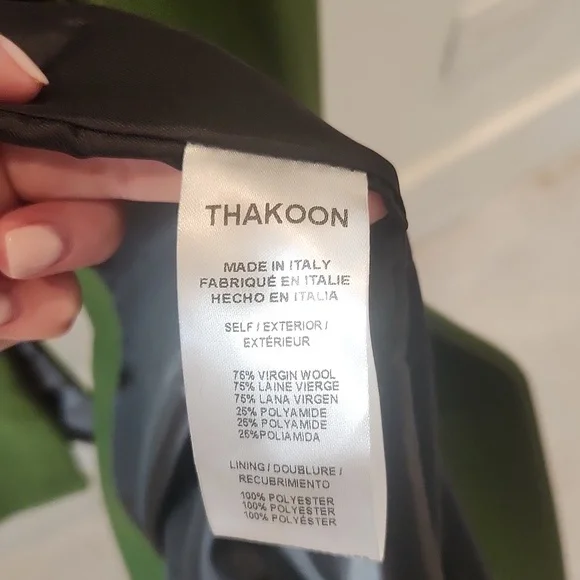 THAKOON
MADE IN ITALY
FABRIQUÉ EN ITALIE
HECHO EN ITALIA
SELF / EXTERIOR /
EXTÉRIEUR
75% VIRGIN WOOL
75% LAINE VIERGE
75% LANA VIRGEN
25% POLYAMIDE
25% POLYAMIDE
25%POLIAMIDA
LINING / DOUBLURE /
RECUBRIMIENTO
100% POLYESTER
100% POLYESTER
100% POLYÉSTER